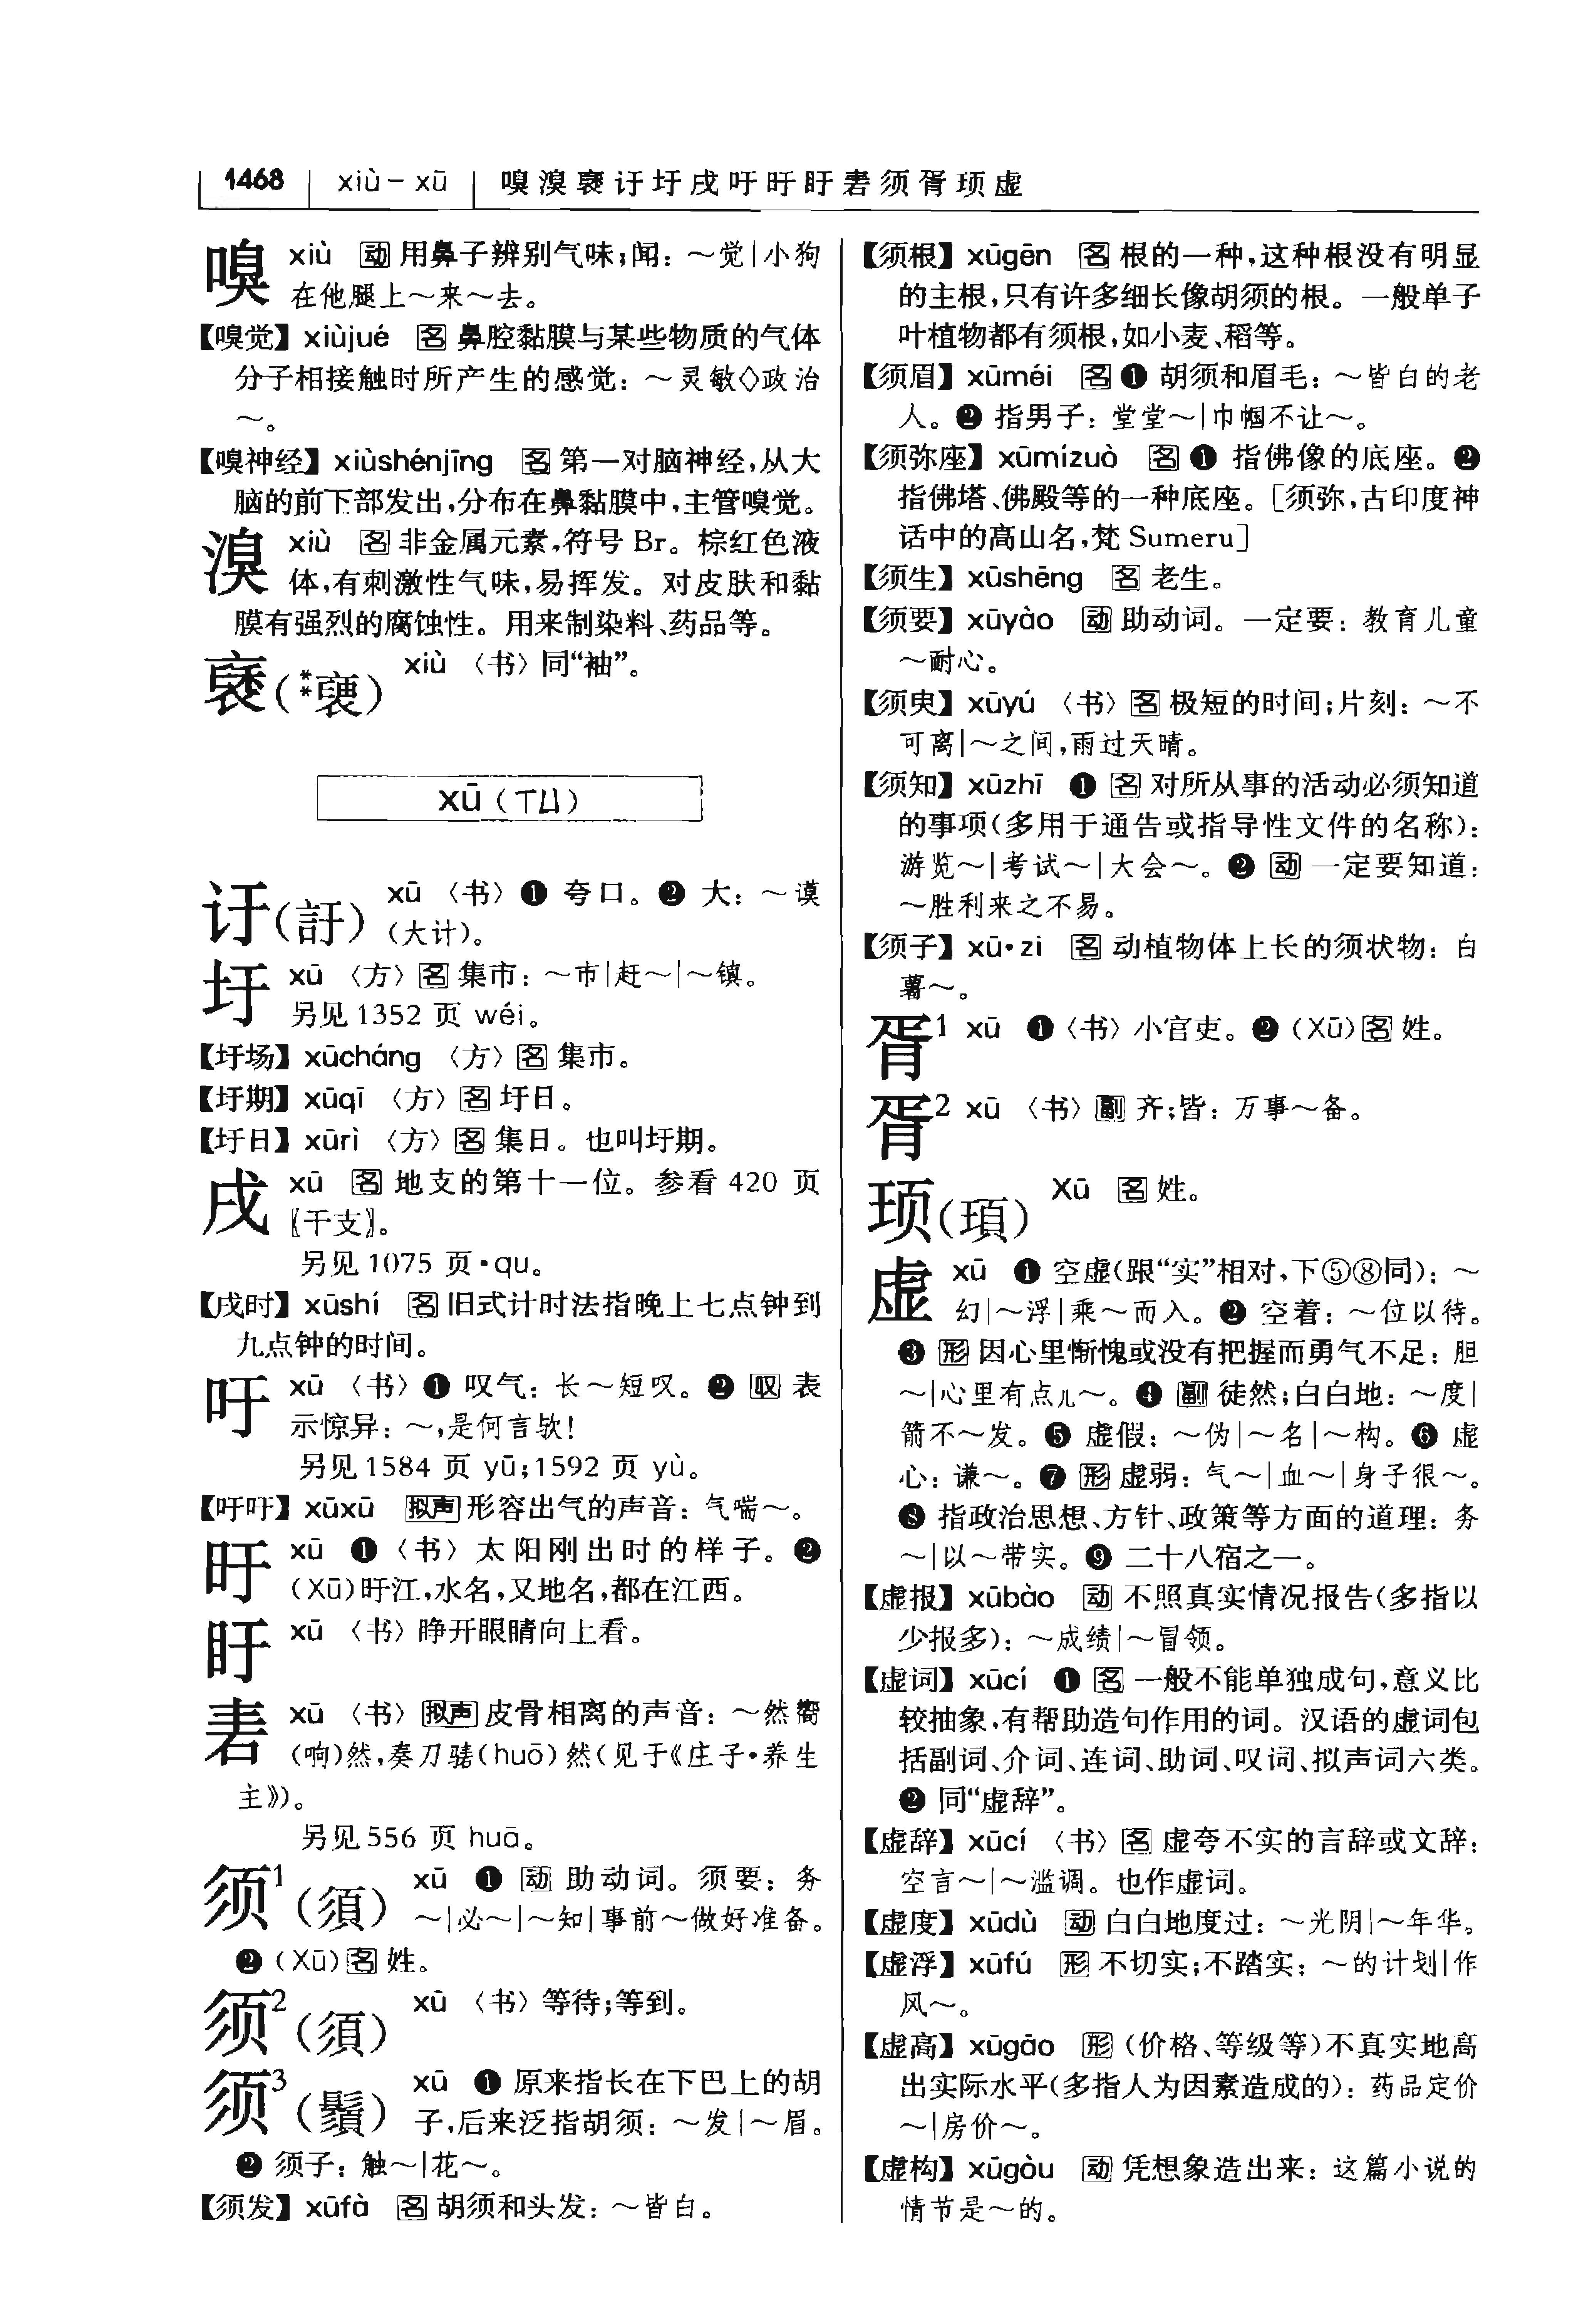 1468 xiù－xū 嗅溴褎讦圩戌吁旴盱砉须胥顼虚
嗅 xiù 动 用鼻子辨别气味；闻：～觉｜小狗
在他腿上～来～去。
【嗅觉】xiùjué 名 鼻腔黏膜与某些物质的气体
分子相接触时所产生的感觉：～灵敏◇政治
～。
【嗅神经】xiùshénjīng 名 第一对脑神经，从大
脑的前下部发出，分布在鼻黏膜中，主管嗅觉。
溴 xiù 名 非金属元素，符号 Br。棕红色液
体，有刺激性气味，易挥发。对皮肤和黏
膜有强烈的腐蚀性。用来制染料、药品等。
褎（**褏） xiù 〈书〉同“袖”。
xū（ㄒㄩ）
讦（訏） xū 〈书〉❶ 夸口。❷ 大：～谟
（大计）。
圩 xū 〈方〉名 集市：～市｜赶～｜～镇。
另见1352 页 wéi。
【圩场】xūcháng 〈方〉名 集市。
【圩期】xūqī 〈方〉名 圩日。
【圩日】xūrì 〈方〉名 集日。也叫圩期。
戌 xū 名 地支的第十一位。参看 420 页
〖干支〗。
另见1075 页·qu。
【戌时】xūshí 名 旧式计时法指晚上七点钟到
九点钟的时间。
吁 xū 〈书〉❶ 叹气：长～短叹。❷ 叹 表
示惊异：～，是何言欤！
另见1584 页 yū；1592 页 yù。
【吁吁】xūxū 拟声 形容出气的声音：气喘～。
旴 xū ❶〈书〉太阳刚出时的样子。❷
（Xū）旴江，水名，又地名，都在江西。
盱 xū 〈书〉睁开眼睛向上看。
砉 xū 〈书〉拟声 皮骨相离的声音：～然嚮
（响）然，奏刀騞（huō）然（见于《庄子·养生
主》）。
另见556 页 huā。
须¹（須） xū ❶ 动 助动词。须要：务
～｜必～｜～知｜事前～做好准备。
❷（Xū）名 姓。
须²（須） xū 〈书〉等待；等到。
须³（鬚） xū ❶ 原来指长在下巴上的胡
子，后来泛指胡须：～发｜～眉。
❷ 须子：触～｜花～。
【须发】xūfà 名 胡须和头发：～皆白。
【须根】xūgēn 名 根的一种，这种根没有明显
的主根，只有许多细长像胡须的根。一般单子
叶植物都有须根，如小麦、稻等。
【须眉】xūméi 名 ❶ 胡须和眉毛：～皆白的老
人。❷ 指男子：堂堂～｜巾帼不让～。
【须弥座】xūmízuò 名 ❶ 指佛像的底座。❷
指佛塔、佛殿等的一种底座。［须弥，古印度神
话中的高山名，梵 Sumeru］
【须生】xūshēng 名 老生。
【须要】xūyào 动 助动词。一定要：教育儿童
～耐心。
【须臾】xūyú 〈书〉名 极短的时间；片刻：～不
可离｜～之间，雨过天晴。
【须知】xūzhī ❶ 名 对所从事的活动必须知道
的事项（多用于通告或指导性文件的名称）：
游览～｜考试～｜大会～。❷ 动 一定要知道：
～胜利来之不易。
【须子】xū·zi 名 动植物体上长的须状物：白
薯～。
胥¹ xū ❶〈书〉小官吏。❷（Xū）名 姓。
胥² xū 〈书〉副 齐；皆：万事～备。
顼（頊） Xū 名 姓。
虚 xū ❶ 空虚（跟“实”相对，下⑤⑧同）：～
幻｜～浮｜乘～而入。❷ 空着：～位以待。
❸ 形 因心里惭愧或没有把握而勇气不足：胆
～｜心里有点儿～。❹ 副 徒然；白白地：～度｜
箭不～发。❺ 虚假：～伪｜～名｜～构。❻ 虚
心：谦～。❼ 形 虚弱：气～｜血～｜身子很～。
❽ 指政治思想、方针、政策等方面的道理：务
～｜以～带实。❾ 二十八宿之一。
【虚报】xūbào 动 不照真实情况报告（多指以
少报多）：～成绩｜～冒领。
【虚词】xūcí ❶ 名 一般不能单独成句，意义比
较抽象，有帮助造句作用的词。汉语的虚词包
括副词、介词、连词、助词、叹词、拟声词六类。
❷ 同“虚辞”。
【虚辞】xūcí 〈书〉名 虚夸不实的言辞或文辞：
空言～｜～滥调。也作虚词。
【虚度】xūdù 动 白白地度过：～光阴｜～年华。
【虚浮】xūfú 形 不切实；不踏实：～的计划｜作
风～。
【虚高】xūgāo 形（价格、等级等）不真实地高
出实际水平（多指人为因素造成的）：药品定价
～｜房价～。
【虚构】xūgòu 动 凭想象造出来：这篇小说的
情节是～的。